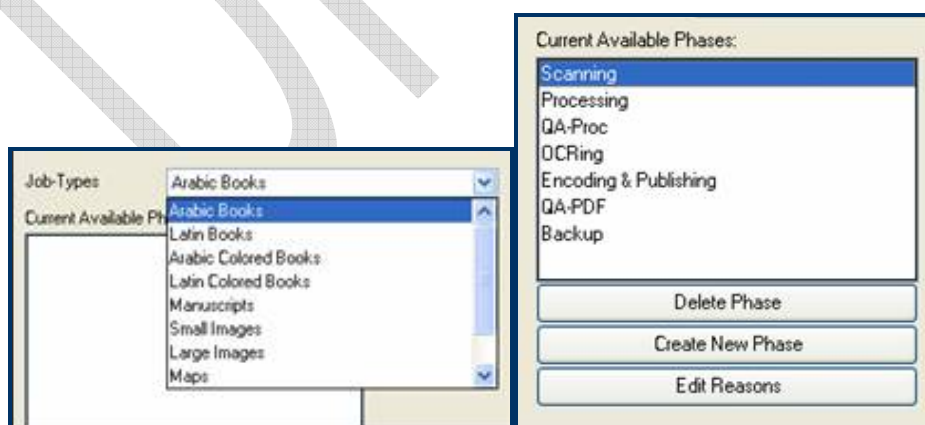 Job-Types
Arabic Books
Current Available Ph
Arabic Books
Latin Books
Arabic Colored Books
Latin Colored Books
Manuscripts
Small Images
Large Images
Maps
Current Available Phases:
Scanning
Processing
QA-Proc
OCRing
Encoding & Publishing
QA-PDF
Backup
Delete Phase
Create New Phase
Edit Reasons